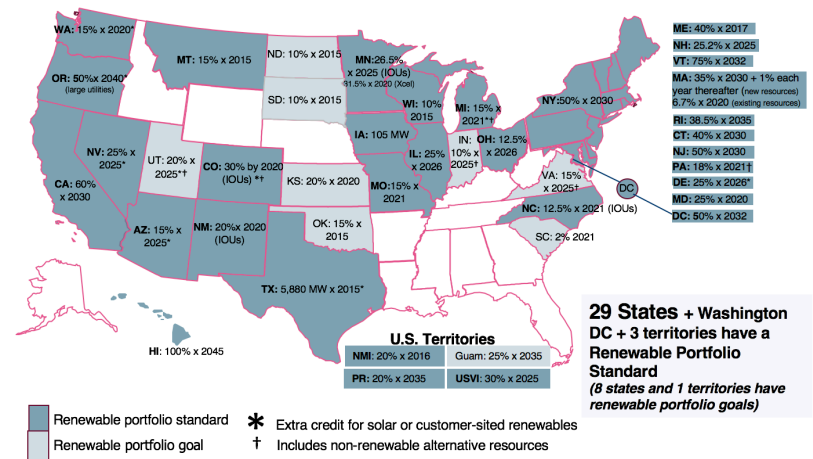 WA: 15% x 2020*
OR: 50%x 2040*
(large utilities)
MT: 15% x 2015
ND: 10% x 2015
SD: 10% x 2015
MN:26.5%
x 2025 (IOUs)
31.5% x 2020 (Xcel)
WI: 10%
2015
MI: 15% x
2021*†
NY:50% x 2030
IA: 105 MW
NV: 25% x
2025*
UT: 20% x
2025*†
CO: 30% by 2020
(IOUs) *†
KS: 20% x 2020
MO:15% x
2021
IL: 25%
x 2026
IN:
10% x
2025†
OH: 12.5%
x 2026
CA: 60%
x 2030
AZ: 15% x
2025*
NM: 20%x 2020
(IOUs)
OK: 15% x
2015
VA: 15%
x 2025†
DC
NC: 12.5% x 2021 (IOUs)
SC: 2% 2021
TX: 5,880 MW x 2015*
HI: 100% x 2045
ME: 40% x 2017
NH: 25.2% x 2025
VT: 75% x 2032
MA: 35% x 2030 + 1% each
year thereafter (new resources)
6.7% x 2020 (existing resources)
RI: 38.5% x 2035
CT: 40% x 2030
NJ: 50% x 2030
PA: 18% x 2021†
DE: 25% x 2026*
MD: 25% x 2020
DC: 50% x 2032
U.S. Territories
NMI: 20% x 2016
Guam: 25% x 2035
PR: 20% x 2035
USVI: 30% x 2025
29 States + Washington
DC + 3 territories have a
Renewable Portfolio
Standard
(8 states and 1 territories have
renewable portfolio goals)
Renewable portfolio standard
* Extra credit for solar or customer-sited renewables
Renewable portfolio goal
† Includes non-renewable alternative resources